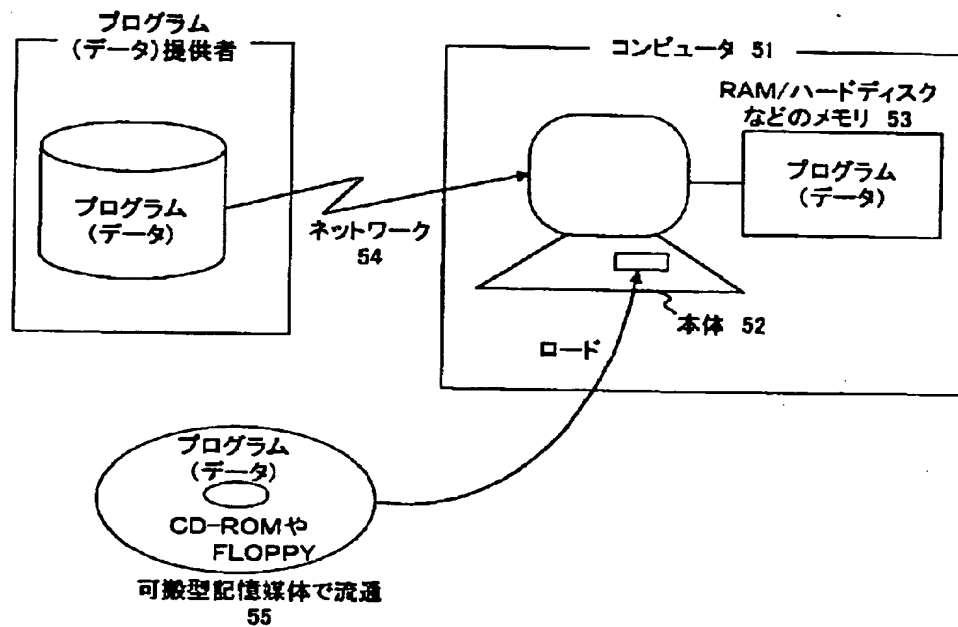 プログラム
(データ)提供者
プログラム
(データ)
ネットワーク
54
コンピュータ 51
RAM/ハードディスク
などのメモリ 53
プログラム
(データ)
本体 52
ロード
プログラム
(データ)
CD-ROMや
FLOPPY
可搬型記憶媒体で流通
55